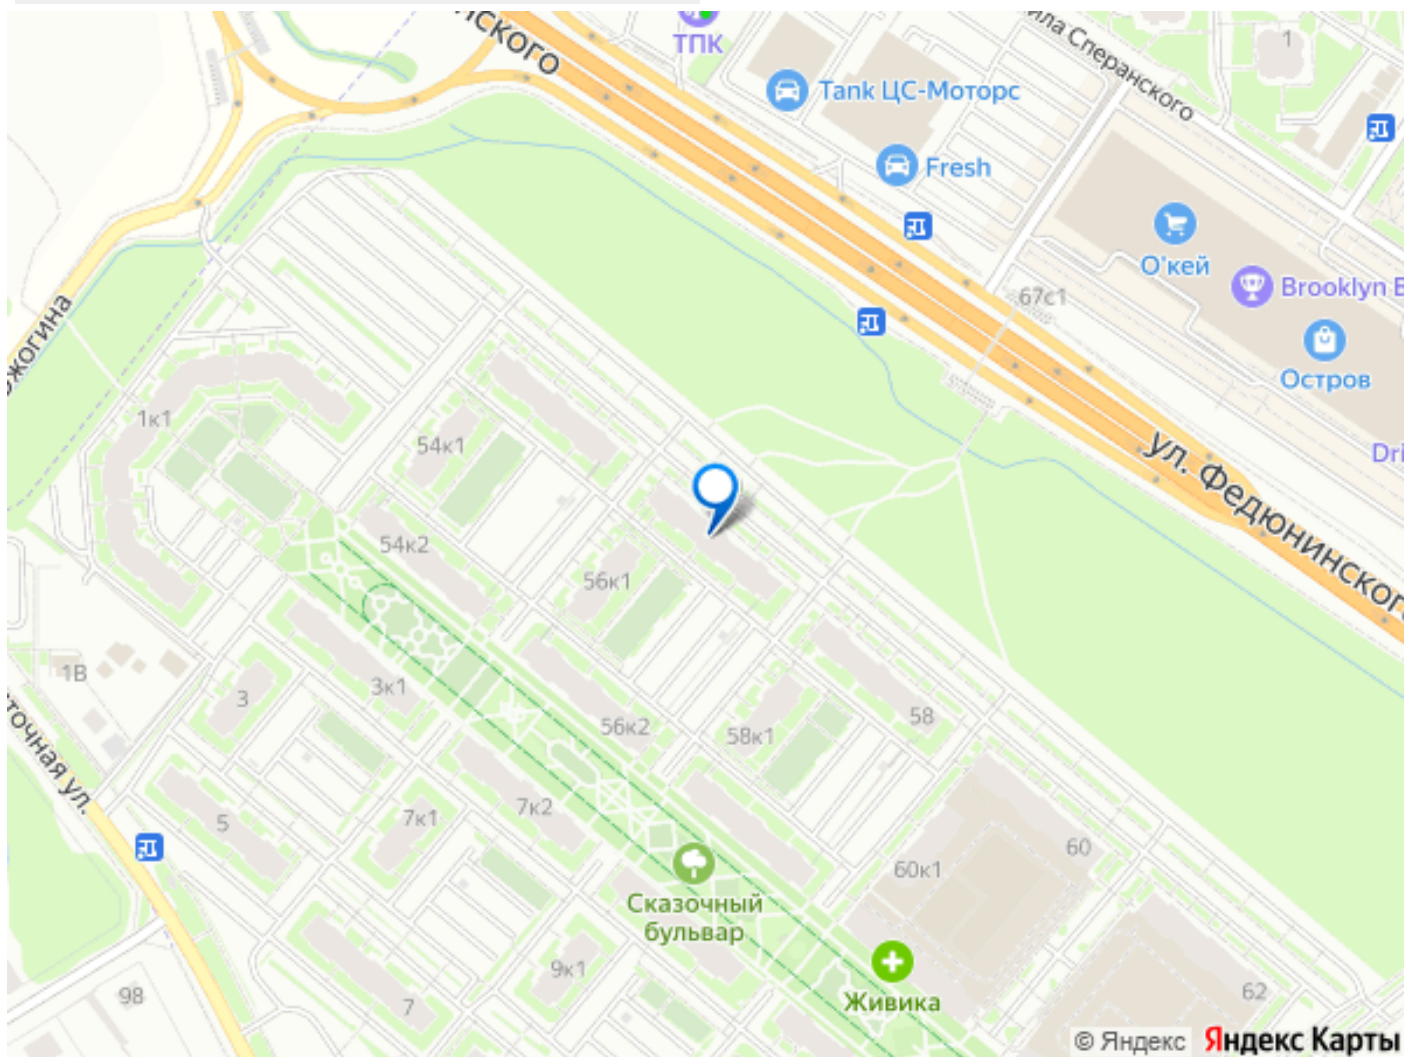 ТПК
ского
ила Сперанского
1
Tank ЦС-Моторс
Fresh
О'кей
67с1
Brooklyn B
Остров
Dri
ул. Федюнинског
ожогина
1к1
54к1
54к2
56к1
1В
3
3к1
56к2
58к1
58
точная ул.
5
7к1
7к2
60
60к1
Сказочный
бульвар
9к1
98
7
Живика
62
© Яндекс Яндекс Карты